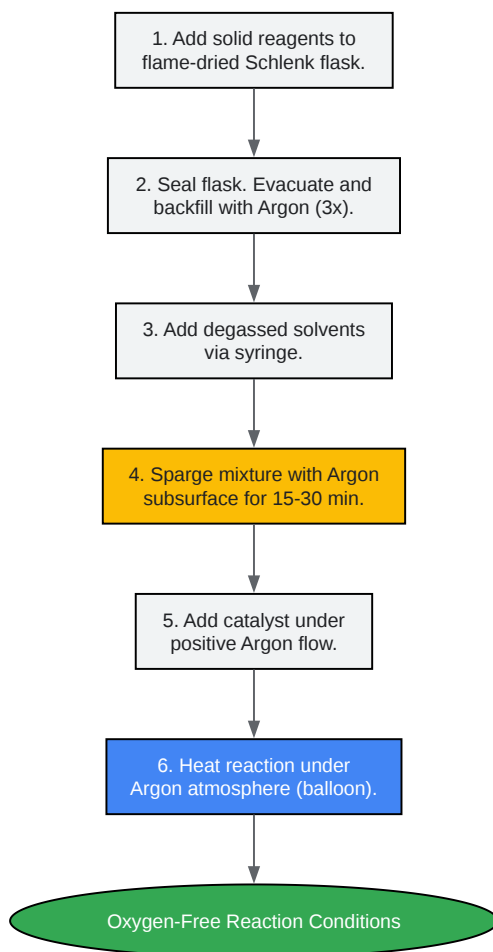 1. Add solid reagents to
flame-dried Schlenk flask.
2. Seal flask. Evacuate and
backfill with Argon (3x).
3. Add degassed solvents
via syringe.
4. Sparge mixture with Argon
subsurface for 15-30 min.
5. Add catalyst under
positive Argon flow.
6. Heat reaction under
Argon atmosphere (balloon).
Oxygen-Free Reaction Conditions